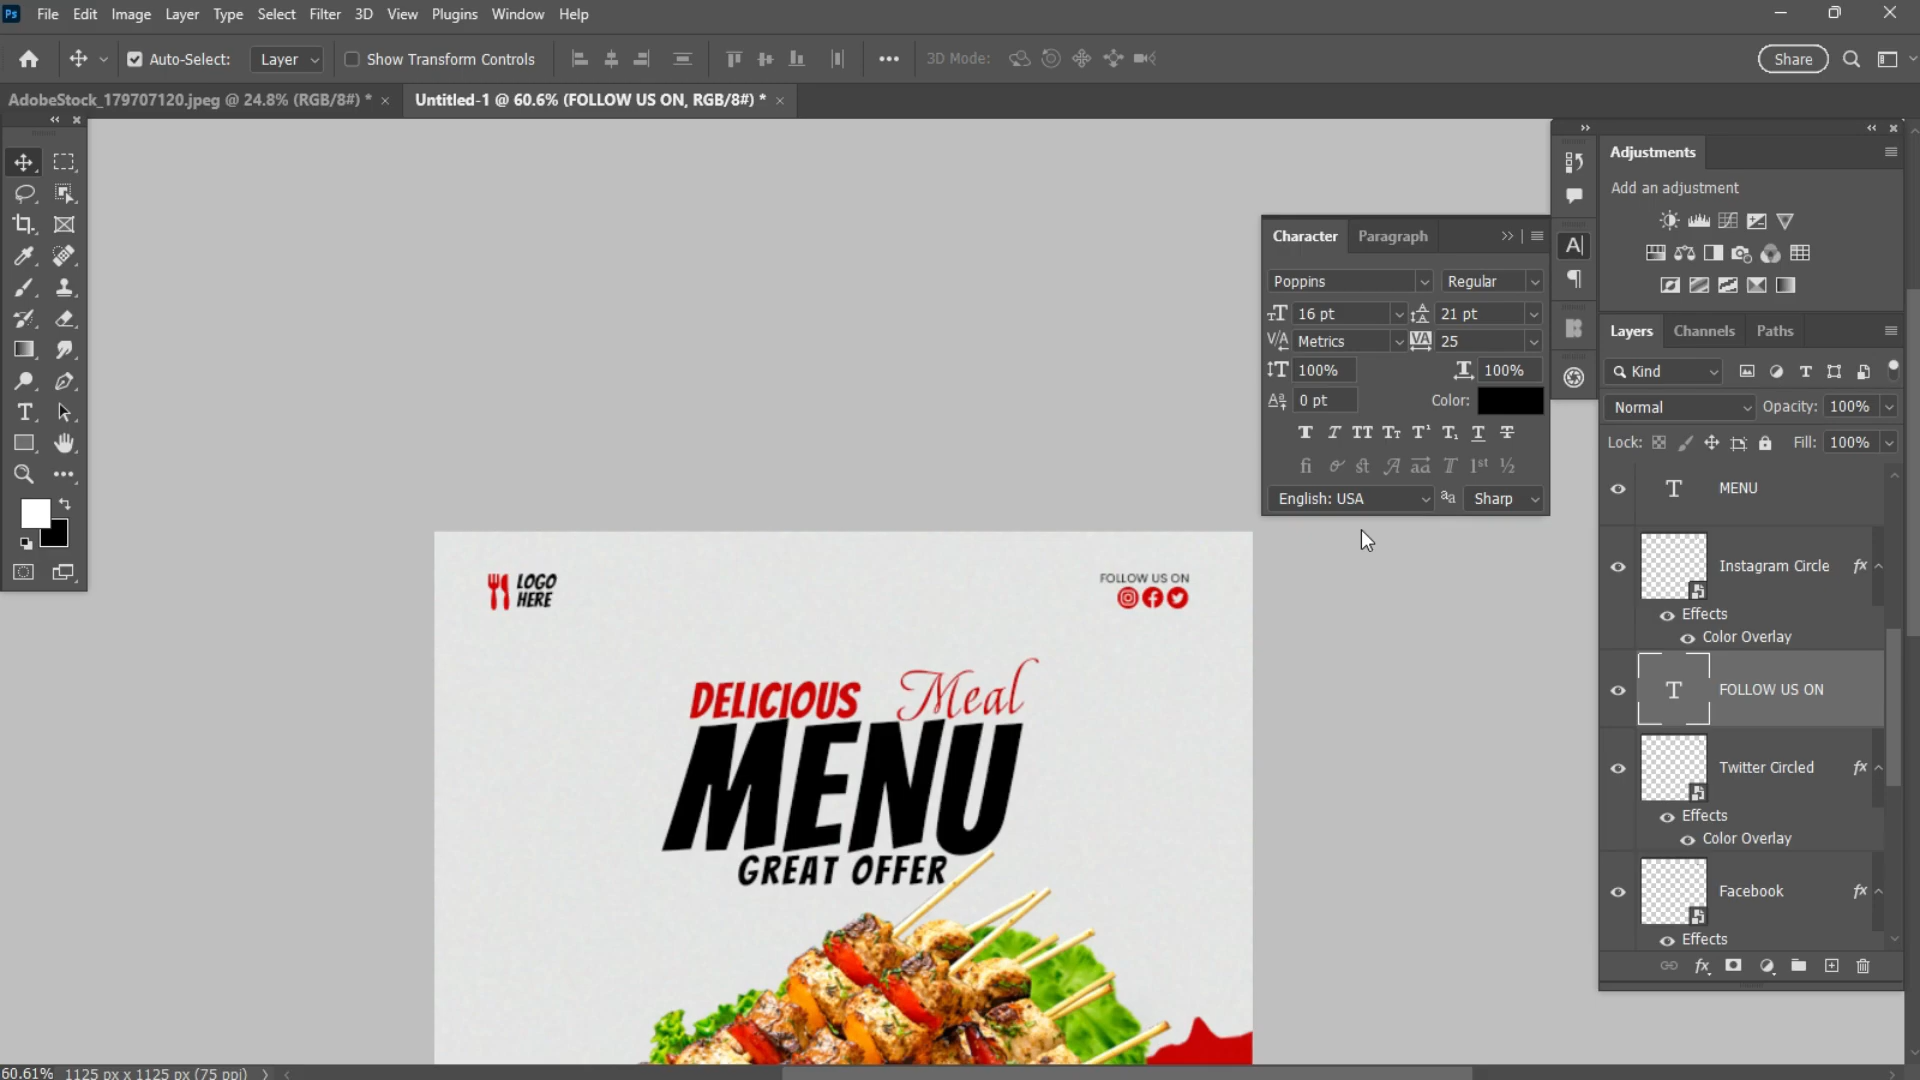 Ps File Edit Image Layer Type Select Filter 3D View Plugins Window Help
Auto-Select: Layer Show Transform Controls 3D Mode: Share
AdobeStock_179707120.jpeg @ 24.8% (RGB/8#) * Untitled-1 @ 60.6% (FOLLOW US ON, RGB/8#) *
Character Paragraph
Poppins Regular
16 pt 21 pt
Metrics 25
100% 100%
0 pt Color:
English: USA Sharp
Adjustments
Add an adjustment
Layers Channels Paths
Kind
Normal Opacity: 100%
Lock: Fill: 100%
MENU
Instagram Circle fx
Effects
Color Overlay
FOLLOW US ON
Twitter Circled fx
Effects
Color Overlay
Facebook fx
Effects
LOGO
HERE
FOLLOW US ON
DELICIOUS Meal
MENU
GREAT OFFER
60.61% 1125 px x 1125 px (75 ppi)